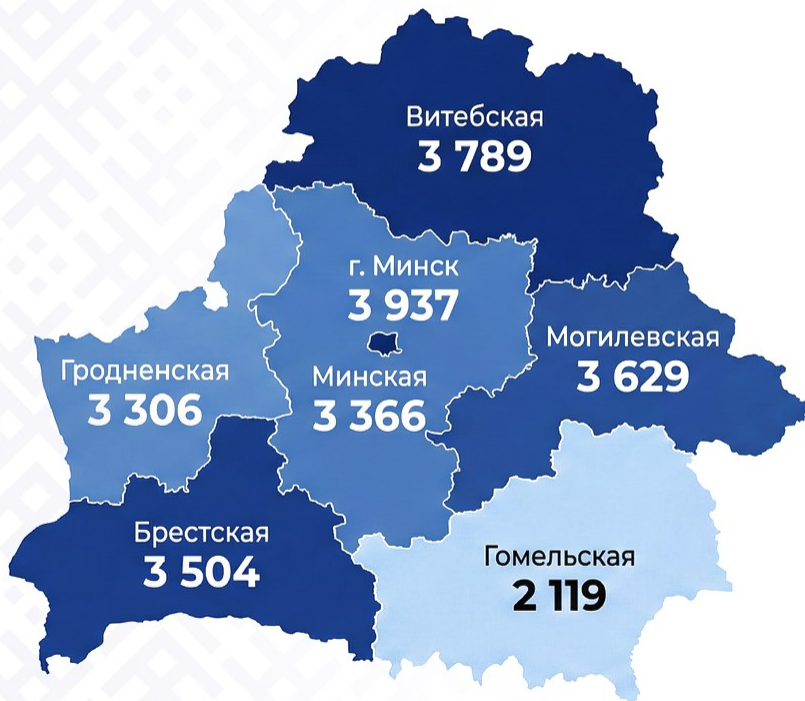 Витебская
3 789
г. Минск
3 937
Могилевская
3 629
Гродненская
3 306
Минская
3 366
Брестская
3 504
Гомельская
2 119